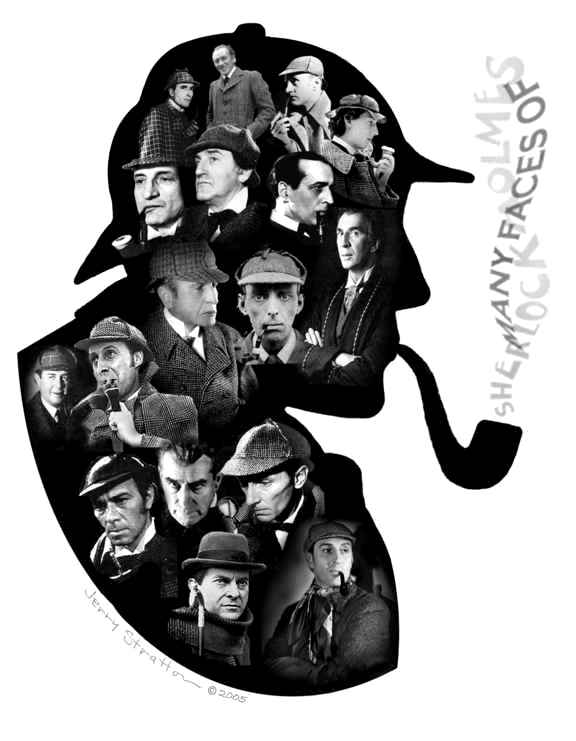 MANY FACES OF
SHERLOCK HOLMES
Jerry Stratton
©2005